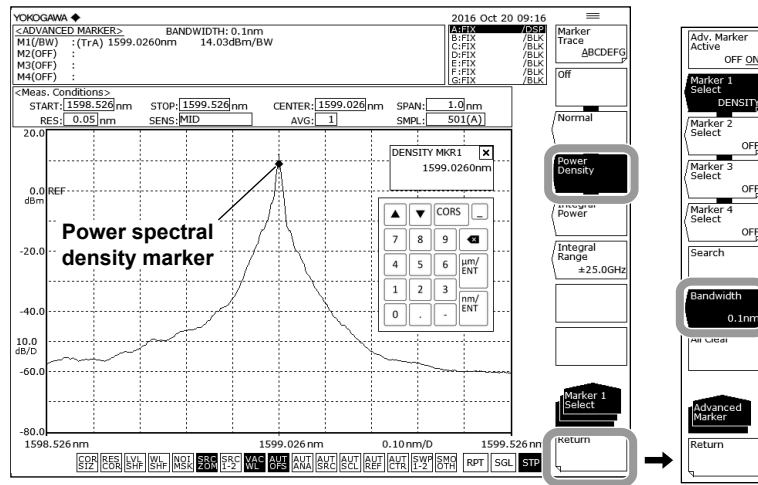 YOKOGAWA
2016 Oct 20 09:16
<ADVANCED MARKER> BANDWIDTH: 0.1nm
M1(/BW) :(TrA) 1599.0260nm 14.03dBm/BW
M2(OFF) :
M3(OFF) :
M4(OFF) :
A:FIX /DSP
B:FIX /BLK
C:FIX /BLK
D:FIX /BLK
E:FIX /BLK
F:FIX /BLK
G:FIX /BLK
<Meas. Conditions>
START: 1598.526 nm STOP: 1599.526 nm CENTER: 1599.026 nm SPAN: 1.0 nm
RES: 0.05 nm SENS: MID AVG: 1 SMPL: 501(A)
20.0
0.0 REF
dBm
-20.0
-40.0
10.0
dB/D
-60.0
-80.0
DENSITY MKR1
1599.0260nm
Power spectral
density marker
CORS _
7 8 9
4 5 6 μm/
ENT
1 2 3 nm/
ENT
0 . -
1598.526nm 1599.026nm 0.10nm/D 1599.526nm
COR SIZ RES COR LVL SHF WL SHF NOI MSK SRC ZOM SRC 1-2 VAC WL AUT OFS AUT ANA AUT SRC AUT SCL AUT REF AUT CTR SWP 1-2 SMO OTH RPT SGL STP
Marker
Trace
ABCDEFG
Off
Normal
Power
Density
Integral
Power
Integral
Range
±25.0GHz
Marker 1
Select
Return
Adv. Marker
Active
OFF ON
Marker 1
Select
DENSITY
Marker 2
Select
OFF
Marker 3
Select
OFF
Marker 4
Select
OFF
Search
Bandwidth
0.1nm
All Clear
Advanced
Marker
Return